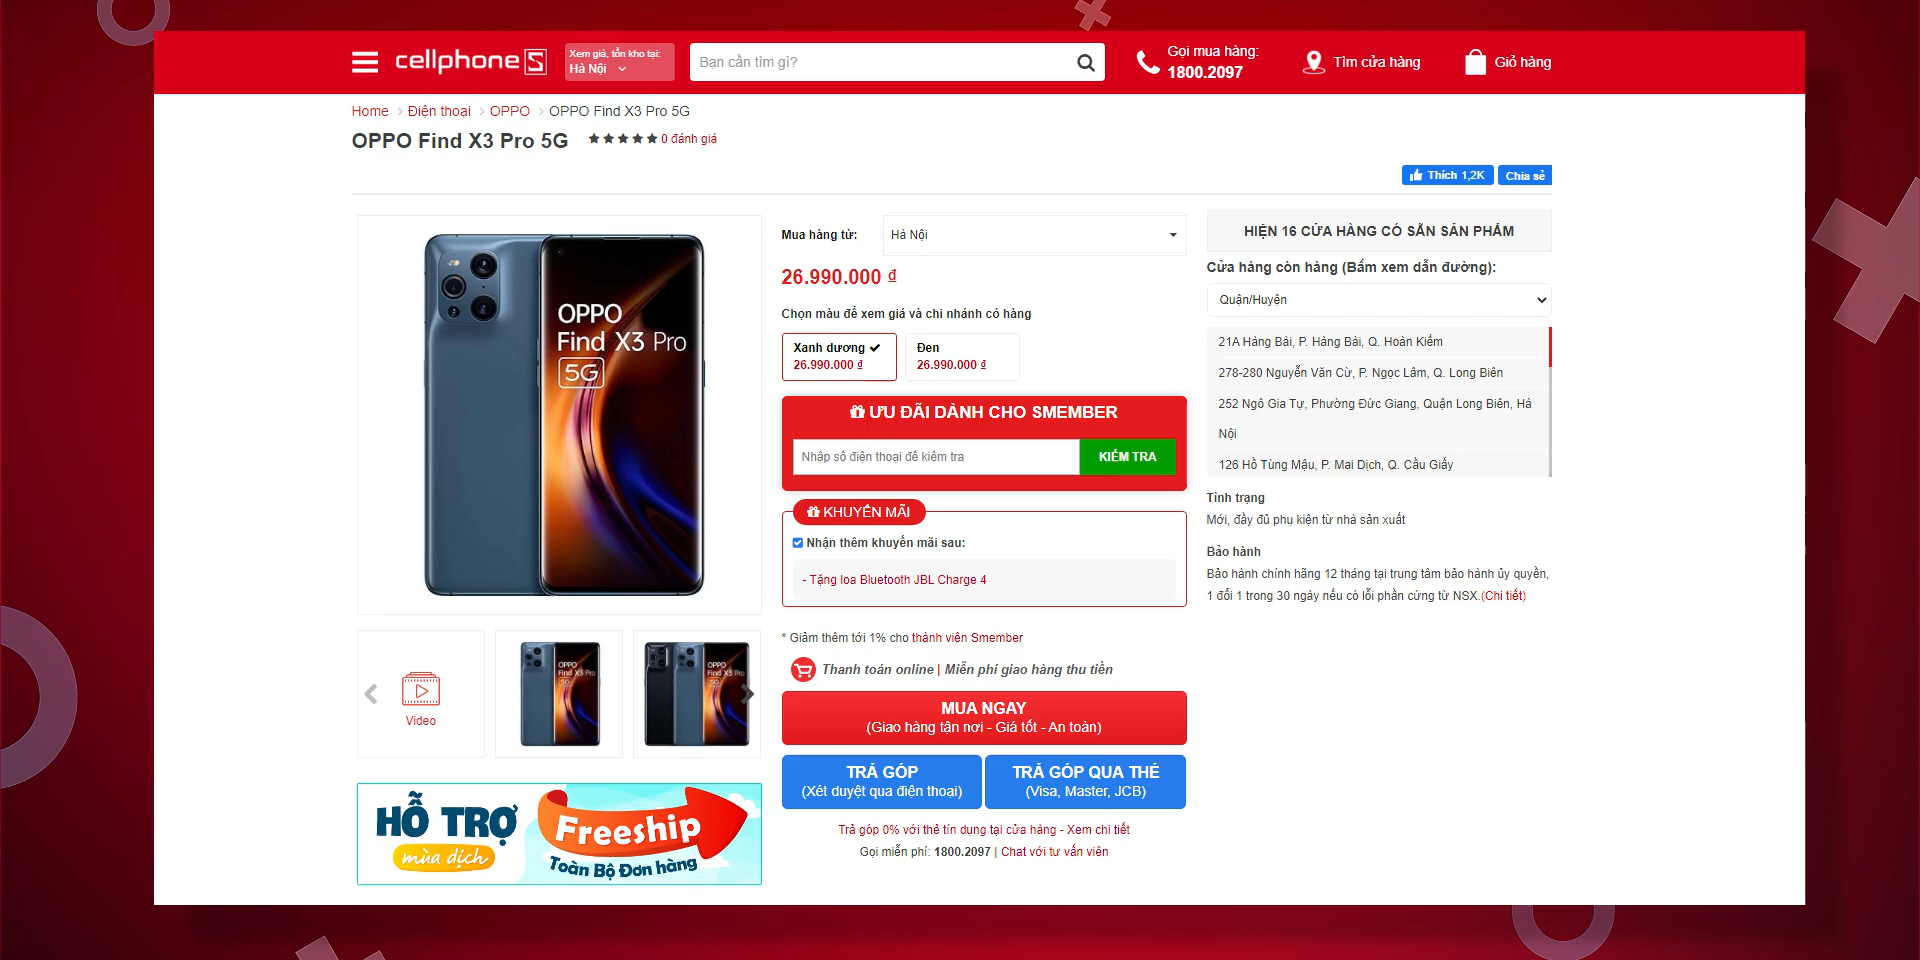 cellphoneS
Xem giá, tồn kho tại:
Hà Nội
Bạn cần tìm gì?
Gọi mua hàng:
1800.2097
Tìm cửa hàng
Giỏ hàng
Home > Điện thoại > OPPO > OPPO Find X3 Pro 5G
OPPO Find X3 Pro 5G
0 đánh giá
Thích 1,2K
Chia sẻ
OPPO
Find X3 Pro
5G
Video
OPPO
Find X3 Pro
5G
OPPO
Find X3 Pro
5G
HỖ TRỢ
mùa dịch
Freeship
Toàn Bộ Đơn hàng
Mua hàng từ:
Hà Nội
26.990.000 ₫
Chọn màu để xem giá và chi nhánh có hàng
Xanh dương
26.990.000 ₫
Đen
26.990.000 ₫
ƯU ĐÃI DÀNH CHO SMEMBER
Nhập số điện thoại để kiểm tra
KIỂM TRA
KHUYẾN MÃI
Nhận thêm khuyến mãi sau:
- Tặng loa Bluetooth JBL Charge 4
* Giảm thêm tới 1% cho thành viên Smember
Thanh toán online | Miễn phí giao hàng thu tiền
MUA NGAY
(Giao hàng tận nơi - Giá tốt - An toàn)
TRẢ GÓP
(Xét duyệt qua điện thoại)
TRẢ GÓP QUA THẺ
(Visa, Master, JCB)
Trả góp 0% với thẻ tín dụng tại cửa hàng - Xem chi tiết
Gọi miễn phí: 1800.2097 | Chat với tư vấn viên
HIỆN 16 CỬA HÀNG CÓ SẴN SẢN PHẨM
Cửa hàng còn hàng (Bấm xem dẫn đường):
Quận/Huyện
21A Hàng Bài, P. Hàng Bài, Q. Hoàn Kiếm
278-280 Nguyễn Văn Cừ, P. Ngọc Lâm, Q. Long Biên
252 Ngô Gia Tự, Phường Đức Giang, Quận Long Biên, Hà
Nội
126 Hồ Tùng Mậu, P. Mai Dịch, Q. Cầu Giấy
Tình trạng
Mới, đầy đủ phụ kiện từ nhà sản xuất
Bảo hành
Bảo hành chính hãng 12 tháng tại trung tâm bảo hành ủy quyền,
1 đổi 1 trong 30 ngày nếu có lỗi phần cứng từ NSX.(Chi tiết)